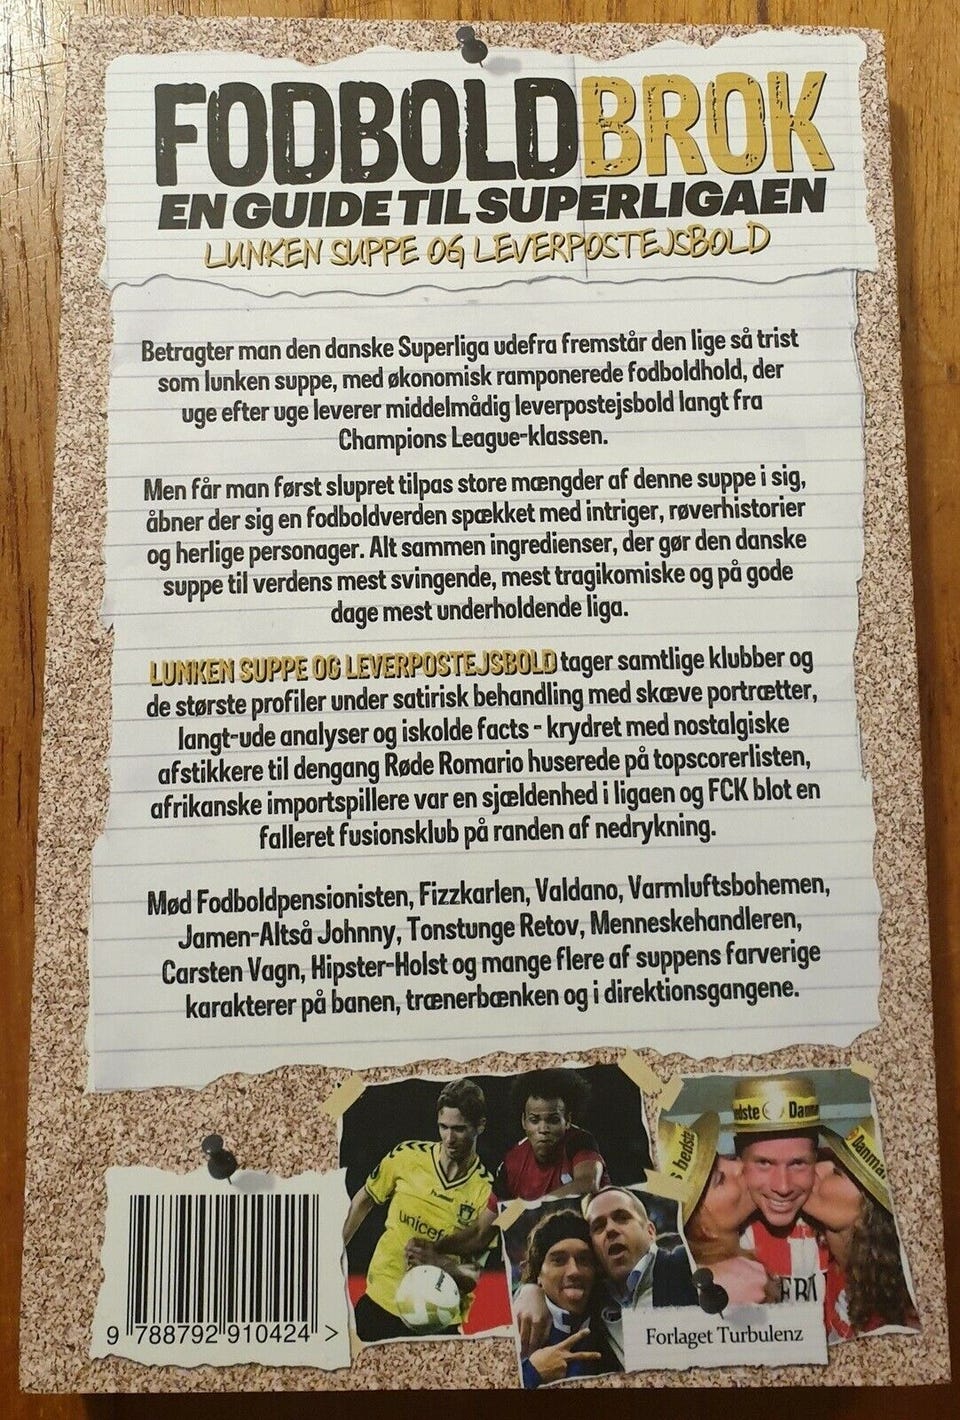 FODBOLDBROK
EN GUIDE TIL SUPERLIGAEN
LUNKEN SUPPE OG LEVERPOSTEJSBOLD
Betragter man den danske Superliga udefra fremstår den lige så trist
som lunken suppe, med økonomisk ramponerede fodboldhold, der
uge efter uge leverer middelmådig leverpostejsbold langt fra
Champions League-klassen.
Men får man først slupret tilpas store mængder af denne suppe i sig,
åbner der sig en fodboldverden spækket med intriger, røverhistorier
og herlige personager. Alt sammen ingredienser, der gør den danske
suppe til verdens mest svingende, mest tragikomiske og på gode
dage mest underholdende liga.
LUNKEN SUPPE OG LEVERPOSTEJSBOLD tager samtlige klubber og
de største profiler under satirisk behandling med skæve portrætter,
langt-ude analyser og iskolde facts - krydret med nostalgiske
afstikkere til dengang Røde Romario huserede på topscorerlisten,
afrikanske importspillere var en sjældenhed i ligaen og FCK blot en
falleret fusionsklub på randen af nedrykning.
Mød Fodboldpensionisten, Fizzkarlen, Valdano, Varmluftsbohemen,
Jamen-Altså Johnny, Tonstunge Retov, Menneskehandleren,
Carsten Vagn, Hipster-Holst og mange flere af suppens farverige
karakterer på banen, trænerbænken og i direktionsgangene.
hummel
unicef
edste Danm
s bedste
Danma
9 788792 910424 >
Forlaget Turbulenz